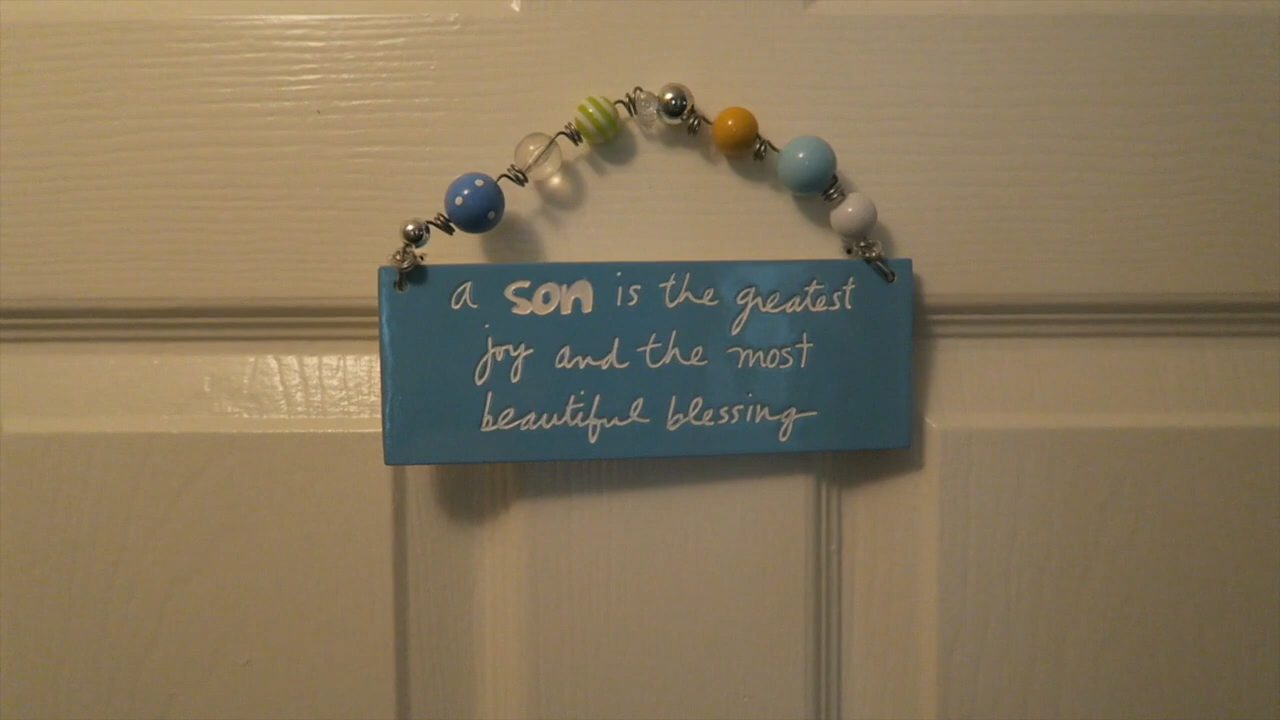 a son is the greatest
joy and the most
beautiful blessing